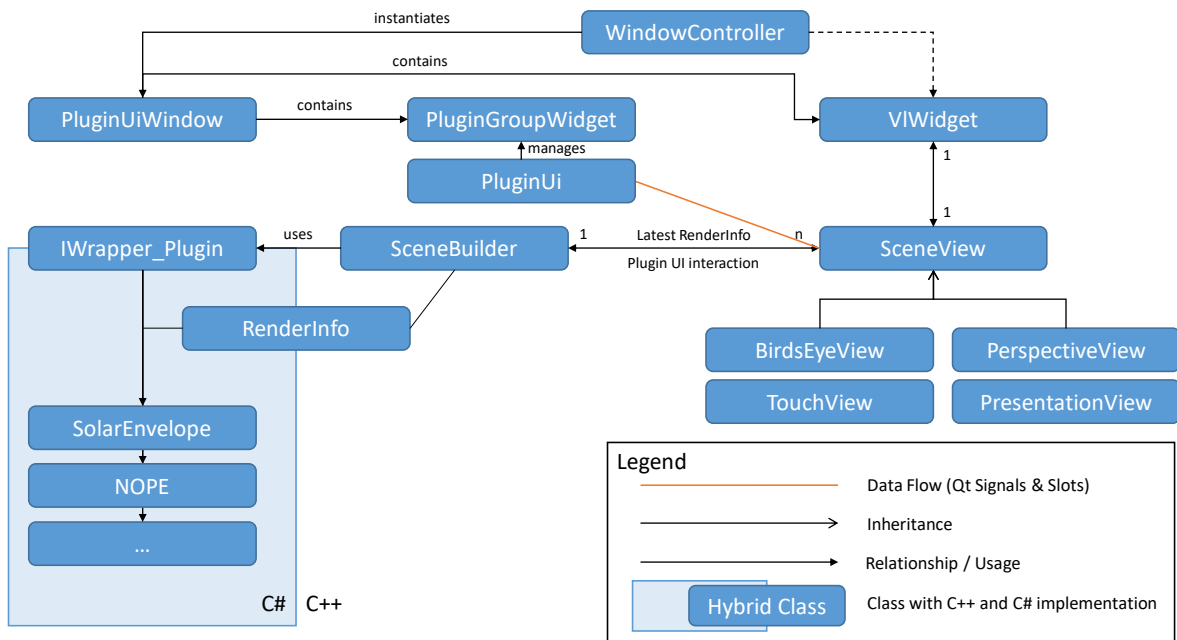 instantiates
WindowController
contains
PluginUiWindow
contains
PluginGroupWidget
VlWidget
manages
1
PluginUi
1
IWrapper_Plugin
uses
SceneBuilder
1
Latest RenderInfo
n
Plugin UI interaction
SceneView
RenderInfo
BirdsEyeView
PerspectiveView
TouchView
PresentationView
SolarEnvelope
NOPE
...
C#
C++
Legend
Data Flow (Qt Signals & Slots)
Inheritance
Relationship / Usage
Hybrid Class
Class with C++ and C# implementation